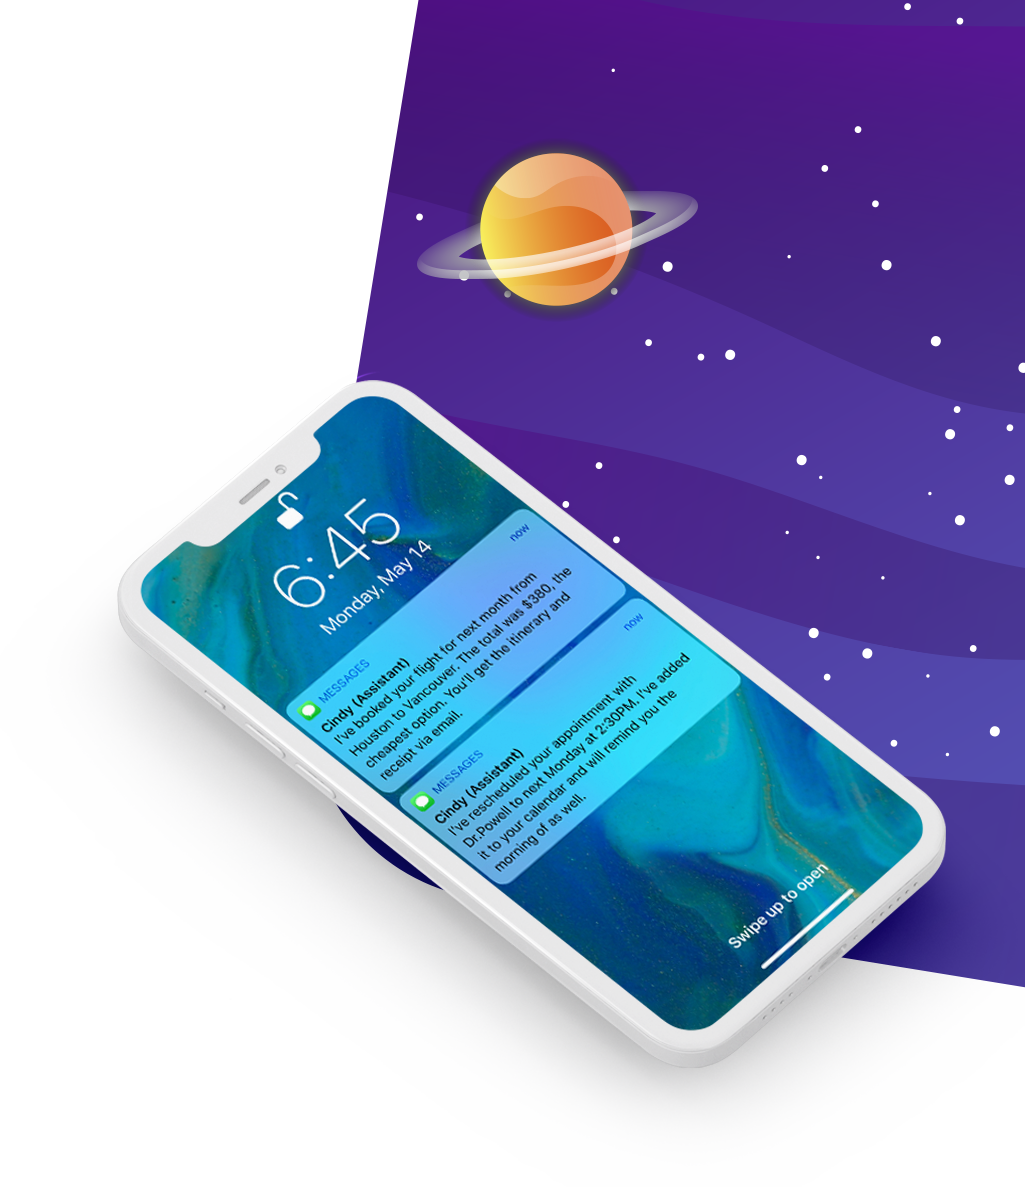 6:45
Monday, May 14
MESSAGES
now
Cindy (Assistant)
I've booked your flight for next month from
Houston to Vancouver. The total was $380, the
cheapest option. You'll get the itinerary and
receipt via email.
MESSAGES
now
Cindy (Assistant)
I've rescheduled your appointment with
Dr.Powell to next Monday at 2:30PM. I've added
it to your calendar and will remind you the
morning of as well.
Swipe up to open